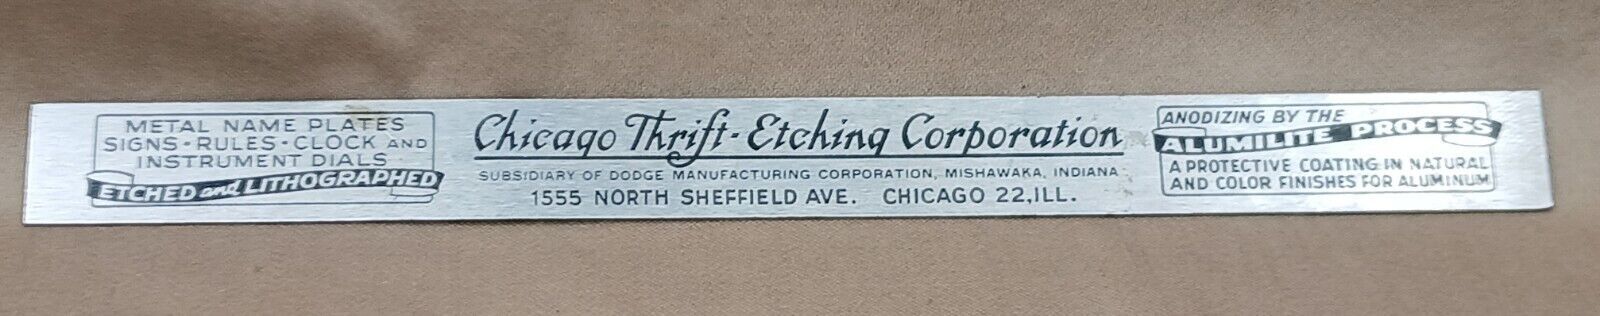 METAL NAME PLATES
SIGNS · RULES · CLOCK AND
INSTRUMENT DIALS
ETCHED and LITHOGRAPHED
Chicago Thrift-Etching Corporation
SUBSIDIARY OF DODGE MANUFACTURING CORPORATION, MISHAWAKA, INDIANA
1555 NORTH SHEFFIELD AVE. CHICAGO 22, ILL.
ANODIZING BY THE
ALUMILITE PROCESS
A PROTECTIVE COATING IN NATURAL
AND COLOR FINISHES FOR ALUMINUM